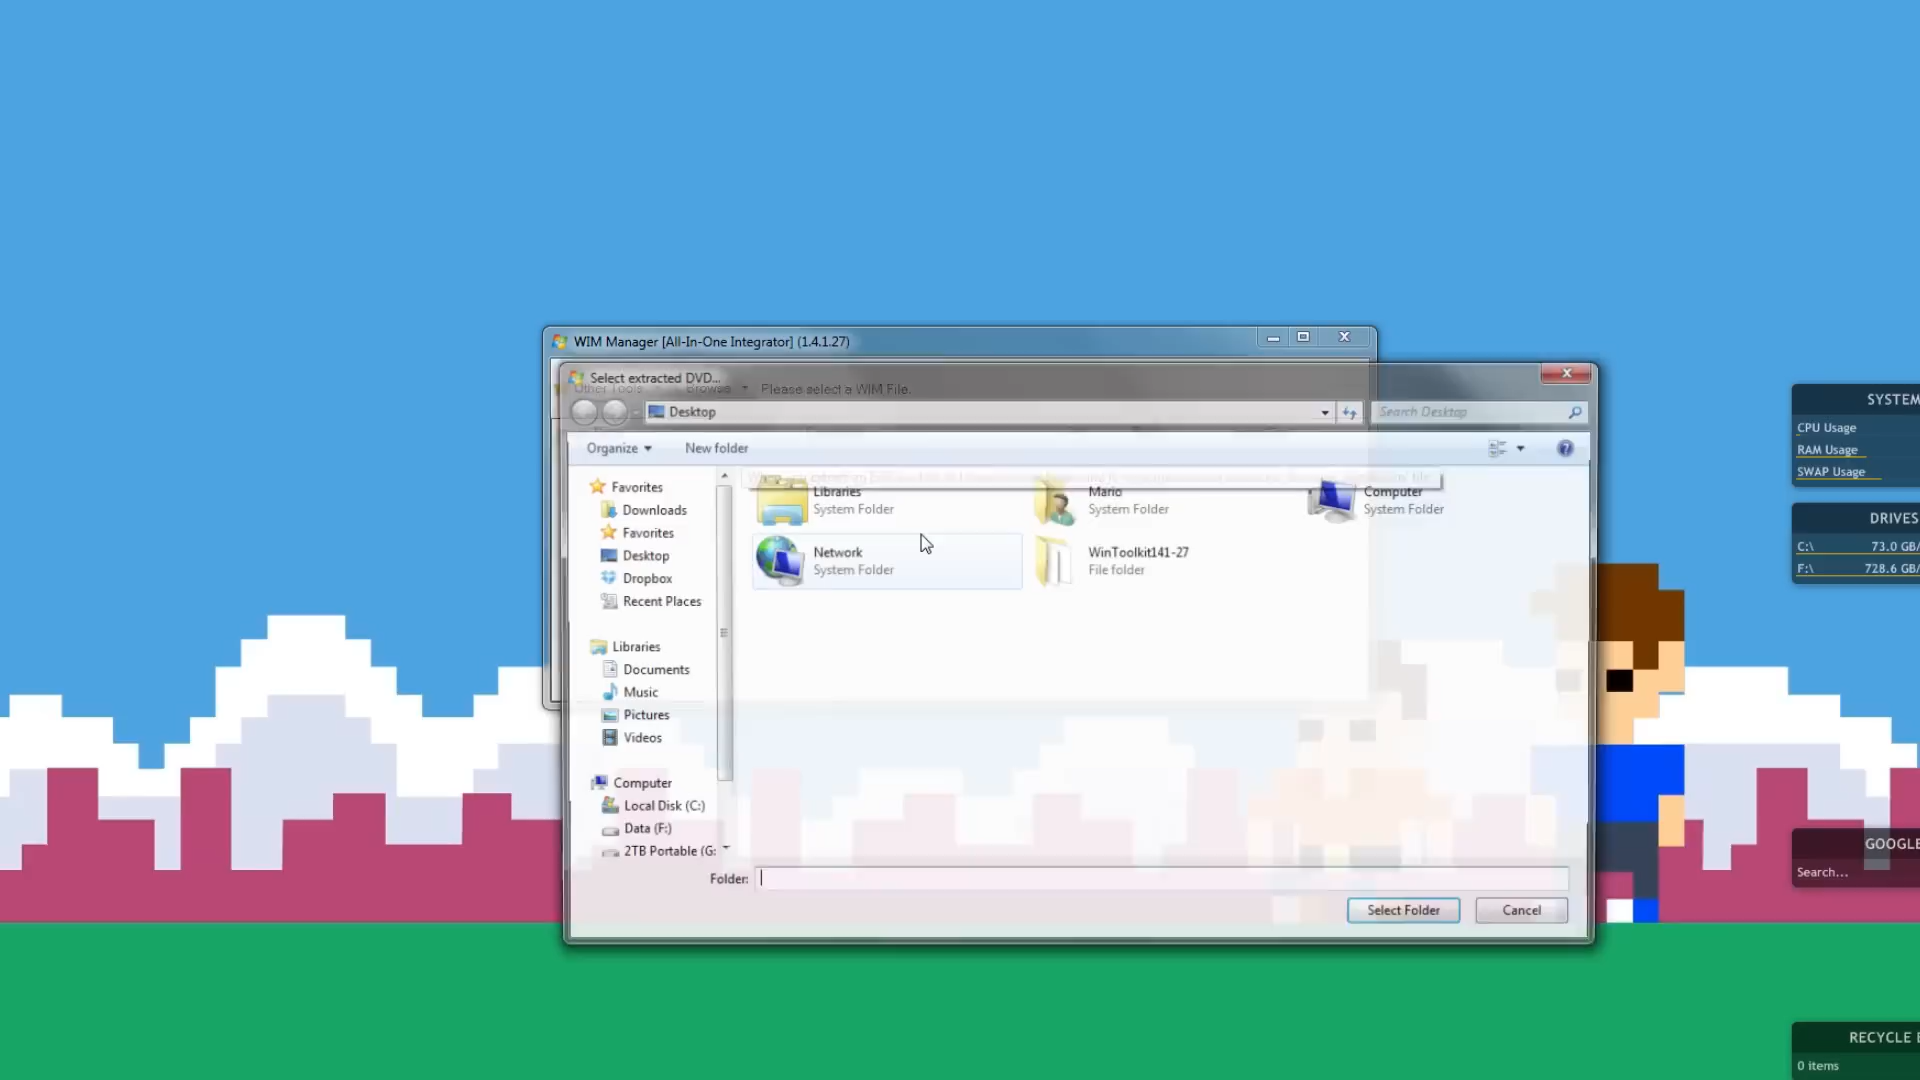 WIM Manager [All-In-One Integrator] (1.4.1.27)
Select extracted DVD...
Other Tools Browse Please select a WIM File.
Desktop
Search Desktop
Organize
New folder
Favorites
Downloads
Favorites
Desktop
Dropbox
Recent Places
Libraries
Documents
Music
Pictures
Videos
Computer
Local Disk (C:)
Data (F:)
2TB Portable (G:
Libraries
System Folder
Mario
System Folder
Computer
System Folder
Network
System Folder
WinToolkit141-27
File folder
Folder:
Select Folder
Cancel
SYSTEM
CPU Usage
RAM Usage
SWAP Usage
DRIVES
C:\ 73.0 GB/
F:\ 728.6 GB/
GOOGLE
Search...
RECYCLE
0 items